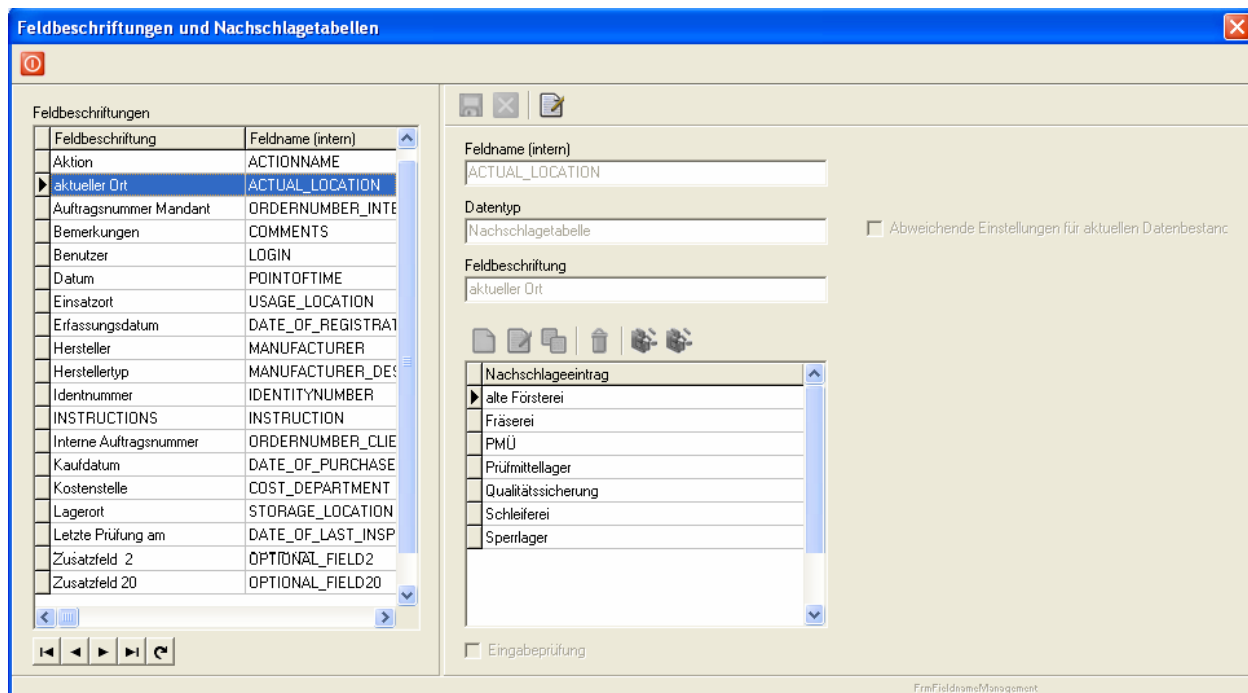 Feldbeschriftungen und Nachschlagetabellen
Feldbeschriftungen
Feldbeschriftung Feldname (intern)
Aktion ACTIONNAME
aktueller Ort ACTUAL_LOCATION
Auftragsnummer Mandant ORDERNUMBER_INTE
Bemerkungen COMMENTS
Benutzer LOGIN
Datum POINTOFTIME
Einsatzort USAGE_LOCATION
Erfassungsdatum DATE_OF_REGISTRAT
Hersteller MANUFACTURER
Herstellertyp MANUFACTURER_DES
Identnummer IDENTITYNUMBER
INSTRUCTIONS INSTRUCTION
Interne Auftragsnummer ORDERNUMBER_CLIE
Kaufdatum DATE_OF_PURCHASE
Kostenstelle COST_DEPARTMENT
Lagerort STORAGE_LOCATION
Letzte Prüfung am DATE_OF_LAST_INSP
Zusatzfeld 2 OPTIONAL_FIELD2
Zusatzfeld 20 OPTIONAL_FIELD20
Feldname (intern)
ACTUAL_LOCATION
Datentyp
Nachschlagetabelle
Abweichende Einstellungen für aktuellen Datenbestand
Feldbeschriftung
aktueller Ort
Nachschlageeintrag
alte Försterei
Fräserei
PMÜ
Prüfmittellager
Qualitätssicherung
Schleiferei
Sperrlager
Eingabeprüfung
FrmFieldnameManagement